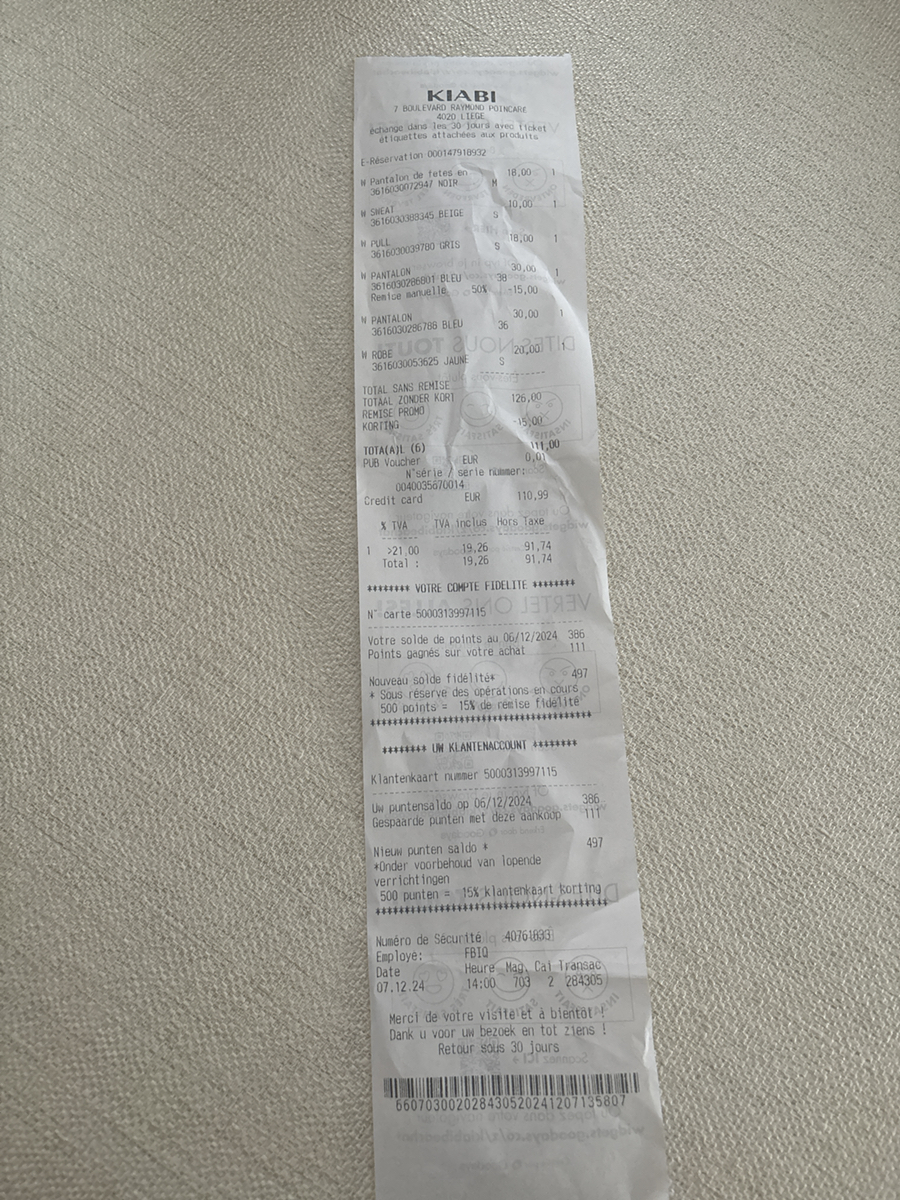 KIABI
7 BOULEVARD RAYMOND POINCARE
4020 LIEGE
échange dans les 30 jours avec ticket
étiquettes attachées aux produits
E-Réservation 000147918932
W Pantalon de fetes en 18,00 1
3616030072947 NOIR M
W SWEAT 10,00 1
3616030388345 BEIGE S
W PULL 18,00 1
3616030039780 GRIS S
W PANTALON 30,00 1
3616030286801 BLEU 38
Remise manuelle 50% -15,00
W PANTALON 30,00 1
3616030286788 BLEU 36
W ROBE 20,00 1
3616030053625 JAUNE S
TOTAL SANS REMISE
TOTAAL ZONDER KORT 126,00
REMISE PROMO
KORTING -15,00
TOTA(A)L (6) 111,00
PUB Voucher EUR 0,01
N°série / serie nummer:
0040035670014
Credit card EUR 110,99
% TVA TVA inclus Hors Taxe
1 >21,00 19,26 91,74
Total : 19,26 91,74
******** VOTRE COMPTE FIDELITE ********
N° carte 5000313997115
Votre solde de points au 06/12/2024 386
Points gagnés sur votre achat 111
Nouveau solde fidélité* 497
* Sous réserve des opérations en cours
500 points = 15% de remise fidélité
****************************************
******** UW KLANTENACCOUNT ********
Klantenkaart nummer 5000313997115
Uw puntensaldo op 06/12/2024 386
Gespaarde punten met deze aankoop 111
Nieuw punten saldo * 497
*Onder voorbehoud van lopende
verrichtingen
500 punten = 15% klantenkaart korting
****************************************
Numéro de Sécurité 40761833
Employe: FBIQ
Date Heure Mag. Cai Transac
07.12.24 14:00 703 2 284305
Merci de votre visite et à bientôt !
Dank u voor uw bezoek en tot ziens !
Retour sous 30 jours
660703002028430520241207135807